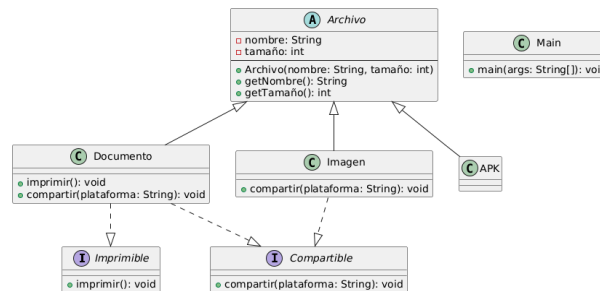 A Archivo
nombre: String
tamaño: int
Archivo(nombre: String, tamaño: int)
getNombre(): String
getTamaño(): int
C Main
main(args: String[]): voi
C Documento
imprimir(): void
compartir(plataforma: String): void
C Imagen
compartir(plataforma: String): void
C APK
I Imprimible
imprimir(): void
I Compartible
compartir(plataforma: String): void